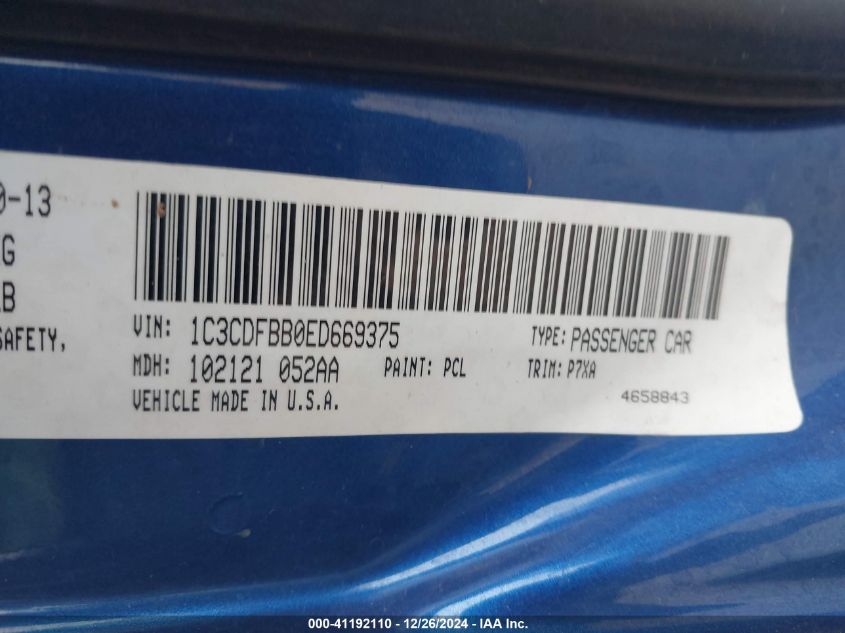 0-13
G
LB
SAFETY,
VIN: 1C3CDFBB0ED669375 TYPE: PASSENGER CAR
MDH: 102121 052AA PAINT: PCL TRIM: P7XA
VEHICLE MADE IN U.S.A. 4658843
000-41192110 - 12/26/2024 - IAA Inc.